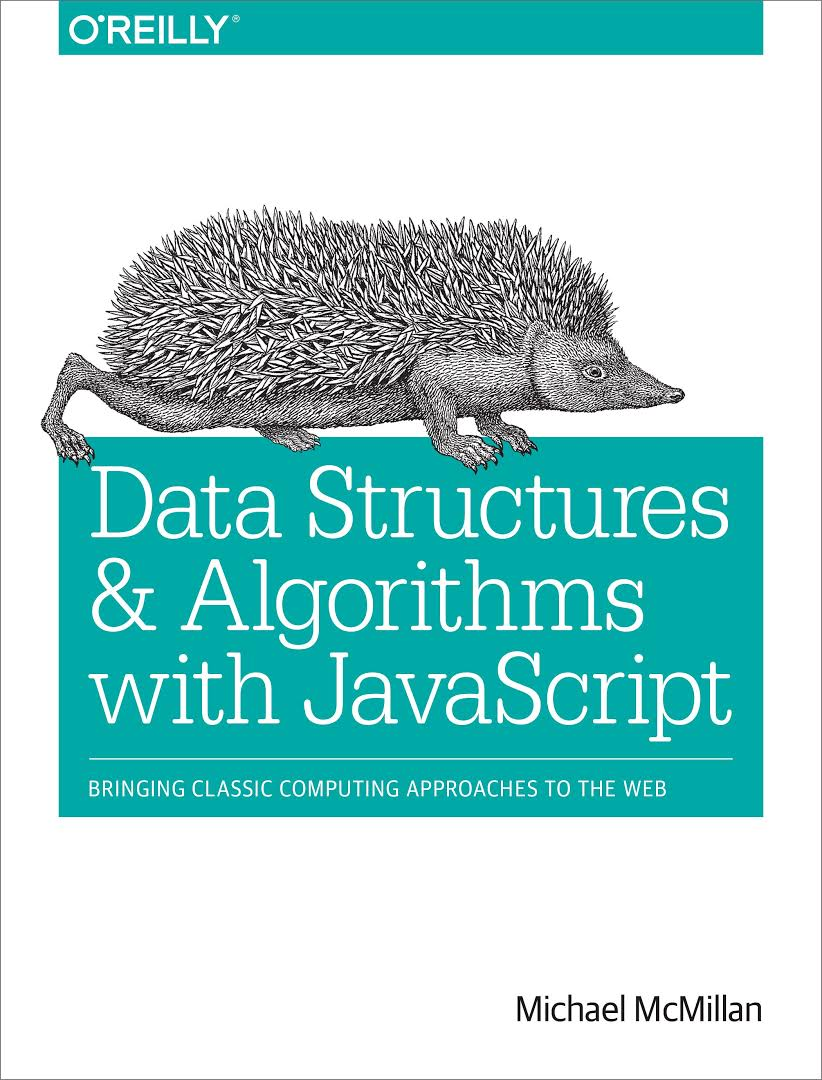 O'REILLY®
Data Structures
& Algorithms
with JavaScript
BRINGING CLASSIC COMPUTING APPROACHES TO THE WEB
Michael McMillan